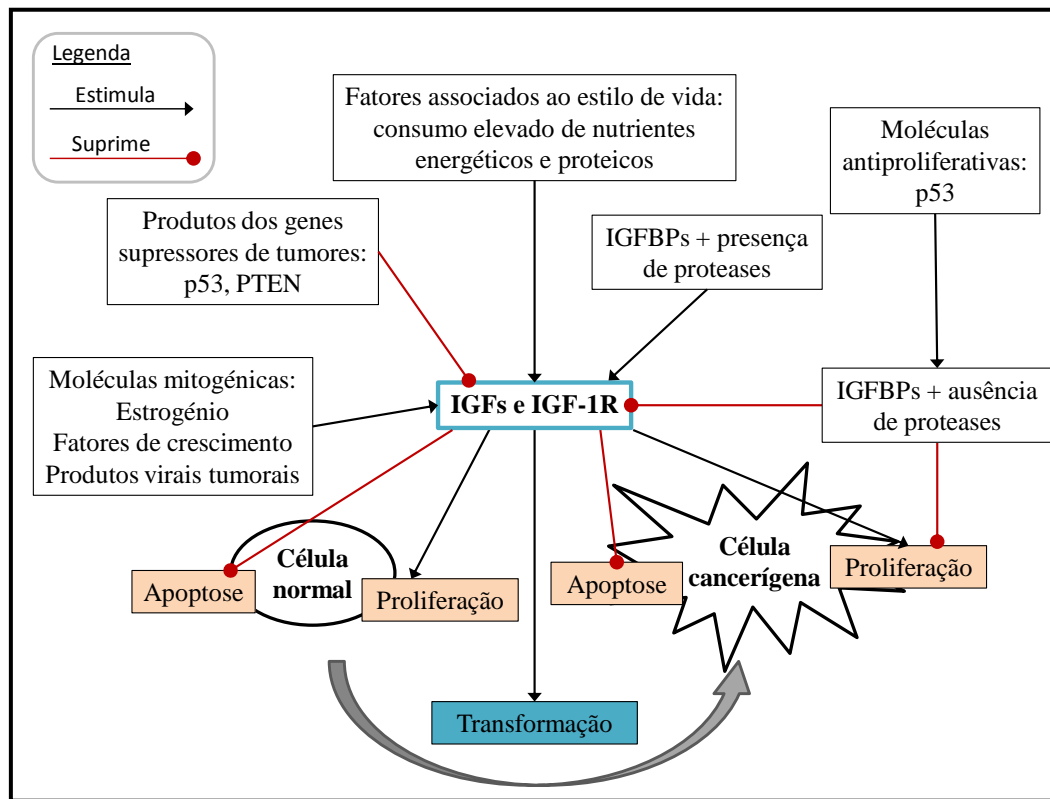 Legenda
Estimula
Suprime
Fatores associados ao estilo de vida:
consumo elevado de nutrientes
energéticos e proteicos
Moléculas
antiproliferativas:
p53
Produtos dos genes
supressores de tumores:
p53, PTEN
IGFBPs + presença
de proteases
Moléculas mitogénicas:
Estrogénio
Fatores de crescimento
Produtos virais tumorais
IGFs e IGF-1R
IGFBPs + ausência
de proteases
Célula
normal
Apoptose
Proliferação
Célula
cancerígena
Apoptose
Proliferação
Transformação